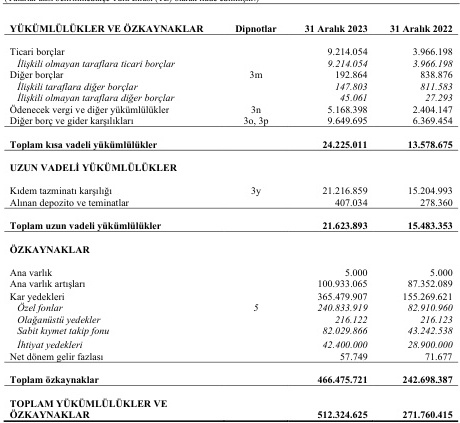 YÜKÜMLÜLÜKLER VE ÖZKAYNAKLAR Dipnotlar 31 Aralık 2023 31 Aralık 2022
Ticari borçlar 9.214.054 3.966.198
İlişkili olmayan taraflara ticari borçlar 9.214.054 3.966.198
Diğer borçlar 3m 192.864 838.876
İlişkili taraflara diğer borçlar 147.803 811.583
İlişkili olmayan taraflara diğer borçlar 45.061 27.293
Ödenecek vergi ve diğer yükümlülükler 3n 5.168.398 2.404.147
Diğer borç ve gider karşılıkları 3o, 3p 9.649.695 6.369.454
Toplam kısa vadeli yükümlülükler 24.225.011 13.578.675
UZUN VADELİ YÜKÜMLÜLÜKLER
Kıdem tazminatı karşılığı 3y 21.216.859 15.204.993
Alınan depozito ve teminatlar 407.034 278.360
Toplam uzun vadeli yükümlülükler 21.623.893 15.483.353
ÖZKAYNAKLAR
Ana varlık 5.000 5.000
Ana varlık artışları 100.933.065 87.352.089
Kar yedekleri 365.479.907 155.269.621
Özel fonlar 5 240.833.919 82.910.960
Olağanüstü yedekler 216.122 216.123
Sabit kıymet takip fonu 82.029.866 43.242.538
İhtiyat yedekleri 42.400.000 28.900.000
Net dönem gelir fazlası 57.749 71.677
Toplam özkaynaklar 466.475.721 242.698.387
TOPLAM YÜKÜMLÜLÜKLER VE
ÖZKAYNAKLAR 512.324.625 271.760.415